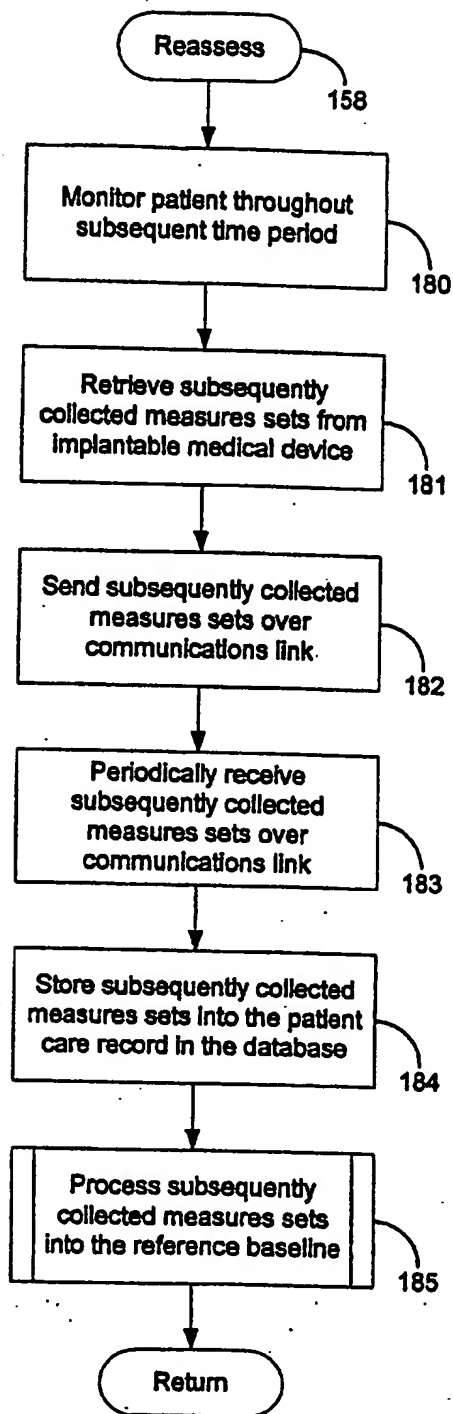 Reassess
158
Monitor patient throughout
subsequent time period
180
Retrieve subsequently
collected measures sets from
implantable medical device
181
Send subsequently collected
measures sets over
communications link
182
Periodically receive
subsequently collected
measures sets over
communications link
183
Store subsequently collected
measures sets into the patient
care record in the database
184
Process subsequently
collected measures sets
into the reference baseline
185
Return